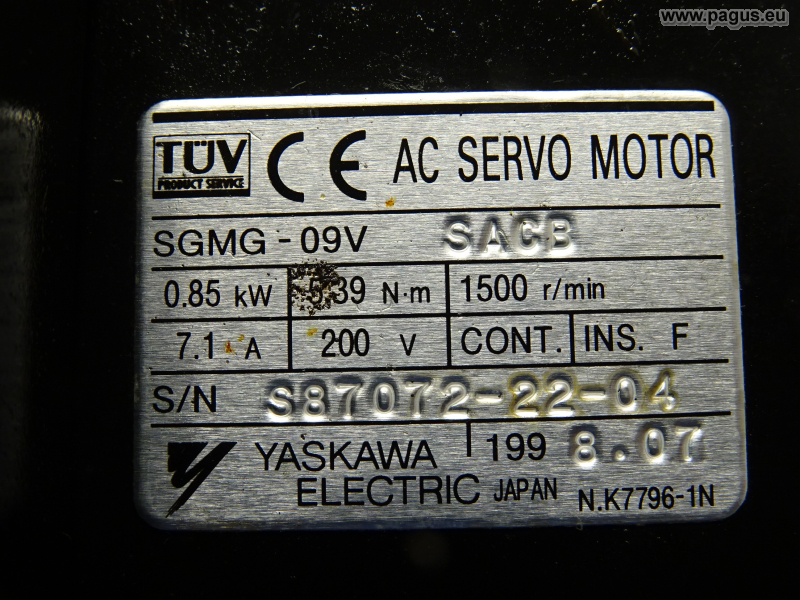 www.pagus.eu
TÜV
PRODUCT SERVICE
CE AC SERVO MOTOR
SGMG-09V SACB
0.85 kW 5.39 N·m 1500 r/min
7.1 A 200 V CONT. INS. F
S/N S87072-22-04
YASKAWA 199 8.07
ELECTRIC JAPAN N.K7796-1N